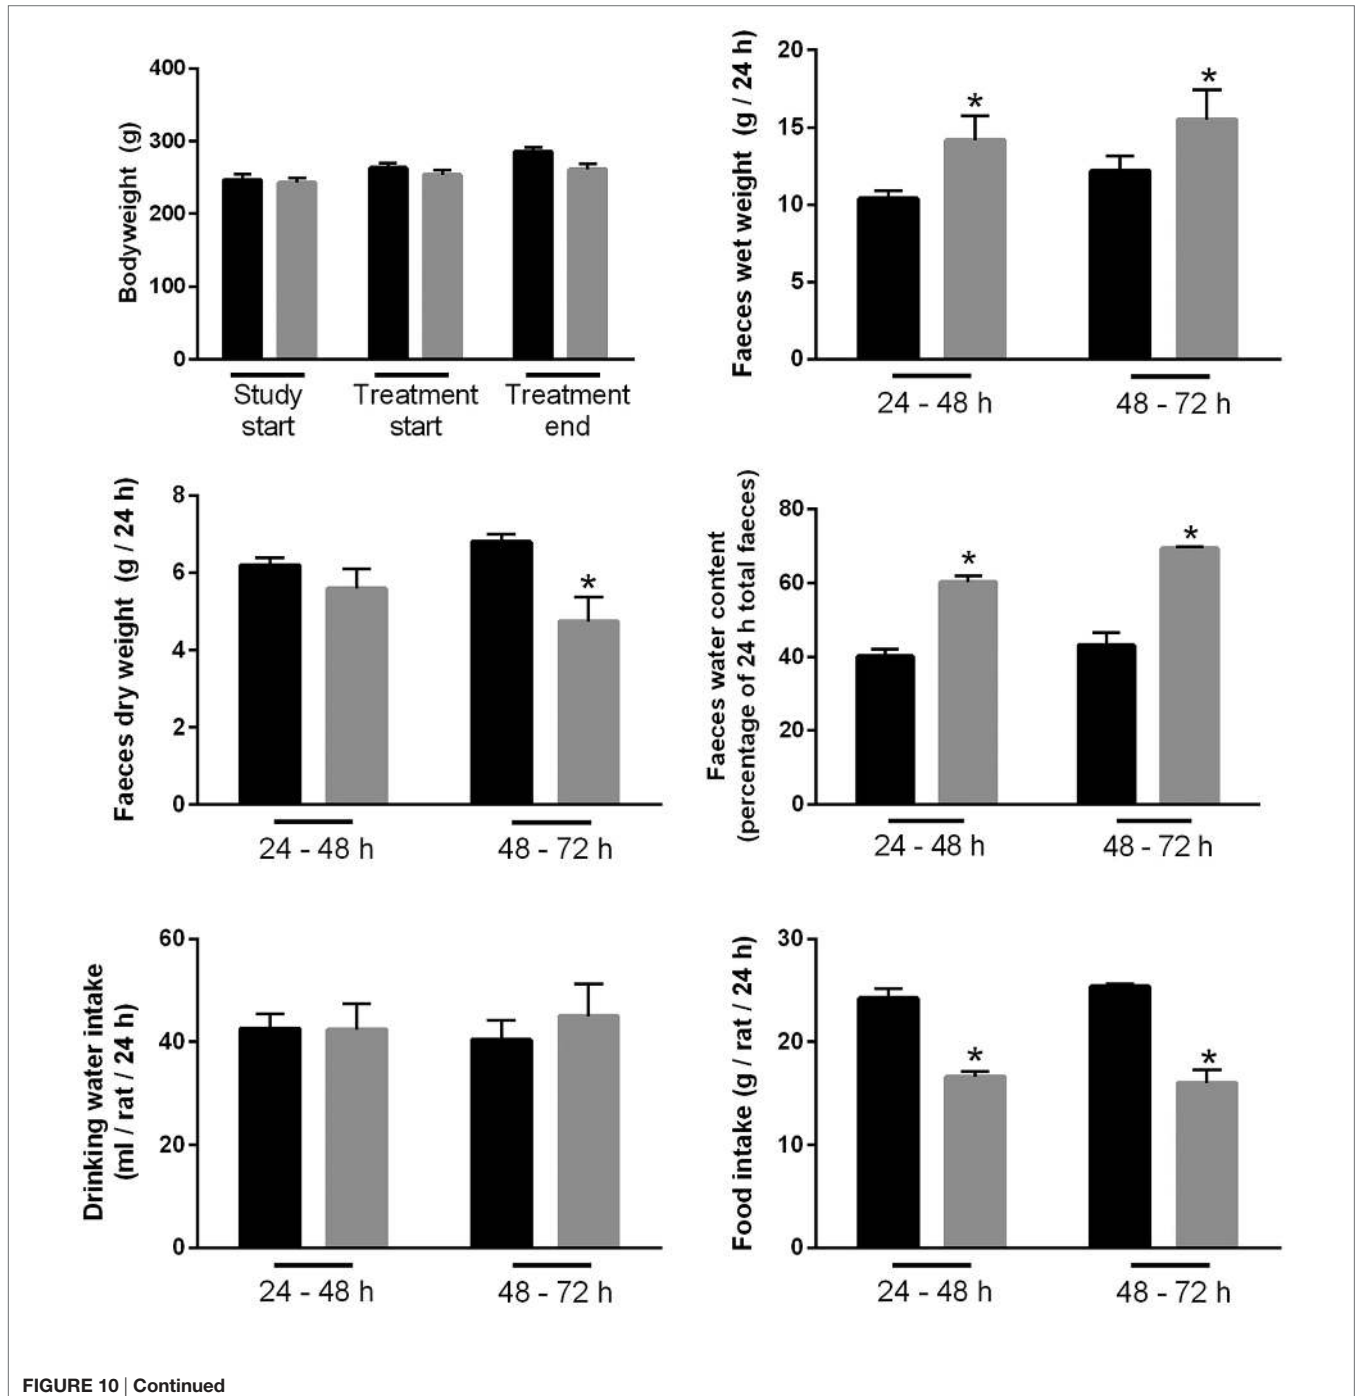 Bodyweight (g)
400
300
200
100
0
Study start
Treatment start
Treatment end
Faeces wet weight (g / 24 h)
20
15
10
5
0
*
*
24 - 48 h
48 - 72 h
Faeces dry weight (g / 24 h)
8
6
4
2
0
*
24 - 48 h
48 - 72 h
Faeces water content
(percentage of 24 h total faeces)
80
60
40
20
0
*
*
24 - 48 h
48 - 72 h
Drinking water intake
(ml / rat / 24 h)
60
40
20
0
24 - 48 h
48 - 72 h
Food intake (g / rat / 24 h)
30
20
10
0
*
*
24 - 48 h
48 - 72 h
FIGURE 10 | Continued